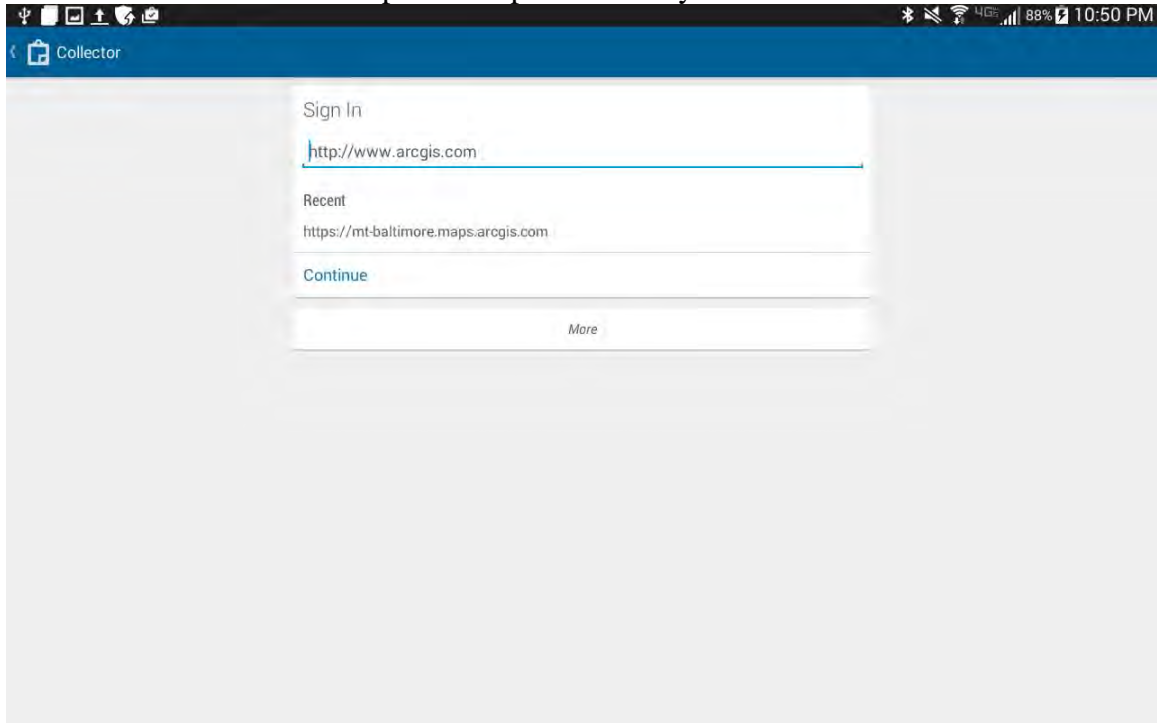 4G 88% 10:50 PM
Collector
Sign In
http://www.arcgis.com
Recent
https://mt-baltimore.maps.arcgis.com
Continue
More